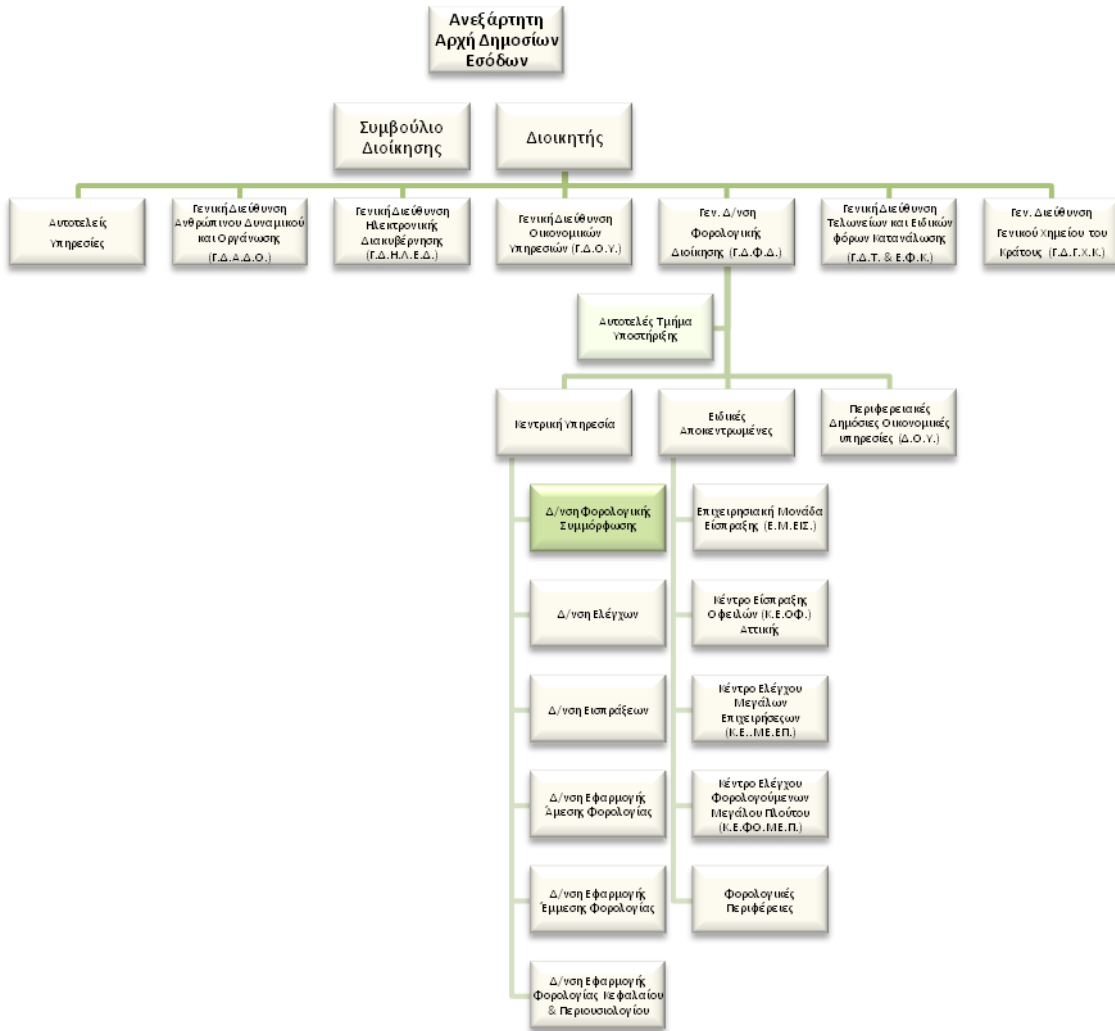 Ανεξάρτητη
Αρχή Δημοσίων
Εσόδων
Συμβούλιο
Διοίκησης
Διοικητής
Αυτοτελείς
Υπηρεσίες
Γενική Διεύθυνση
Ανθρώπινου Δυναμικού
και Οργάνωσης
(Γ.Δ.Α.Δ.Ο.)
Γενική Διεύθυνση
Ηλεκτρονικής
Διακυβέρνησης
(Γ.Δ.Η.Λ.Ε.Δ.)
Γενική Διεύθυνση
Οικονομικών
Υπηρεσιών (Γ.Δ.Ο.Υ.)
Γεν. Δ/νση
Φορολογικής
Διοίκησης (Γ.Δ.Φ.Δ.)
Γενική Διεύθυνση
Τελωνείων και Ειδικών
φόρων Κατανάλωσης
(Γ.Δ.Τ. & Ε.Φ.Κ.)
Γεν. Διεύθυνση
Γενικού Χημείου του
Κράτους (Γ.Δ.Γ.Χ.Κ.)
Αυτοτελές Τμήμα
Υποστήριξης
Κεντρική Υπηρεσία
Ειδικές
Αποκεντρωμένες
Περιφερειακές
Δημόσιες Οικονομικές
υπηρεσίες (Δ.Ο.Υ.)
Δ/νση Φορολογικής
Συμμόρφωσης
Επιχειρησιακή Μονάδα
Είσπραξης (Ε.Μ.ΕΙΣ.)
Δ/νση Ελέγχων
Κέντρο Είσπραξης
Οφειλών (Κ.Ε.ΟΦ.)
Αττικής
Δ/νση Εισπράξεων
Κέντρο Ελέγχου
Μεγάλων
Επιχειρήσεςων
(Κ.Ε..ΜΕ.ΕΠ.)
Δ/νση Εφαρμογής
Άμεσης Φορολογίας
Κέντρο Ελέγχου
Φορολογούμενων
Μεγάλου Πλούτου
(Κ.Ε.ΦΟ.ΜΕ.Π.)
Δ/νση Εφαρμογής
Έμμεσης Φορολογίας
Φορολογικές
Περιφέρειες
Δ/νση Εφαρμογής
Φορολογίας Κεφαλαίου
& Περιουσιολογίου